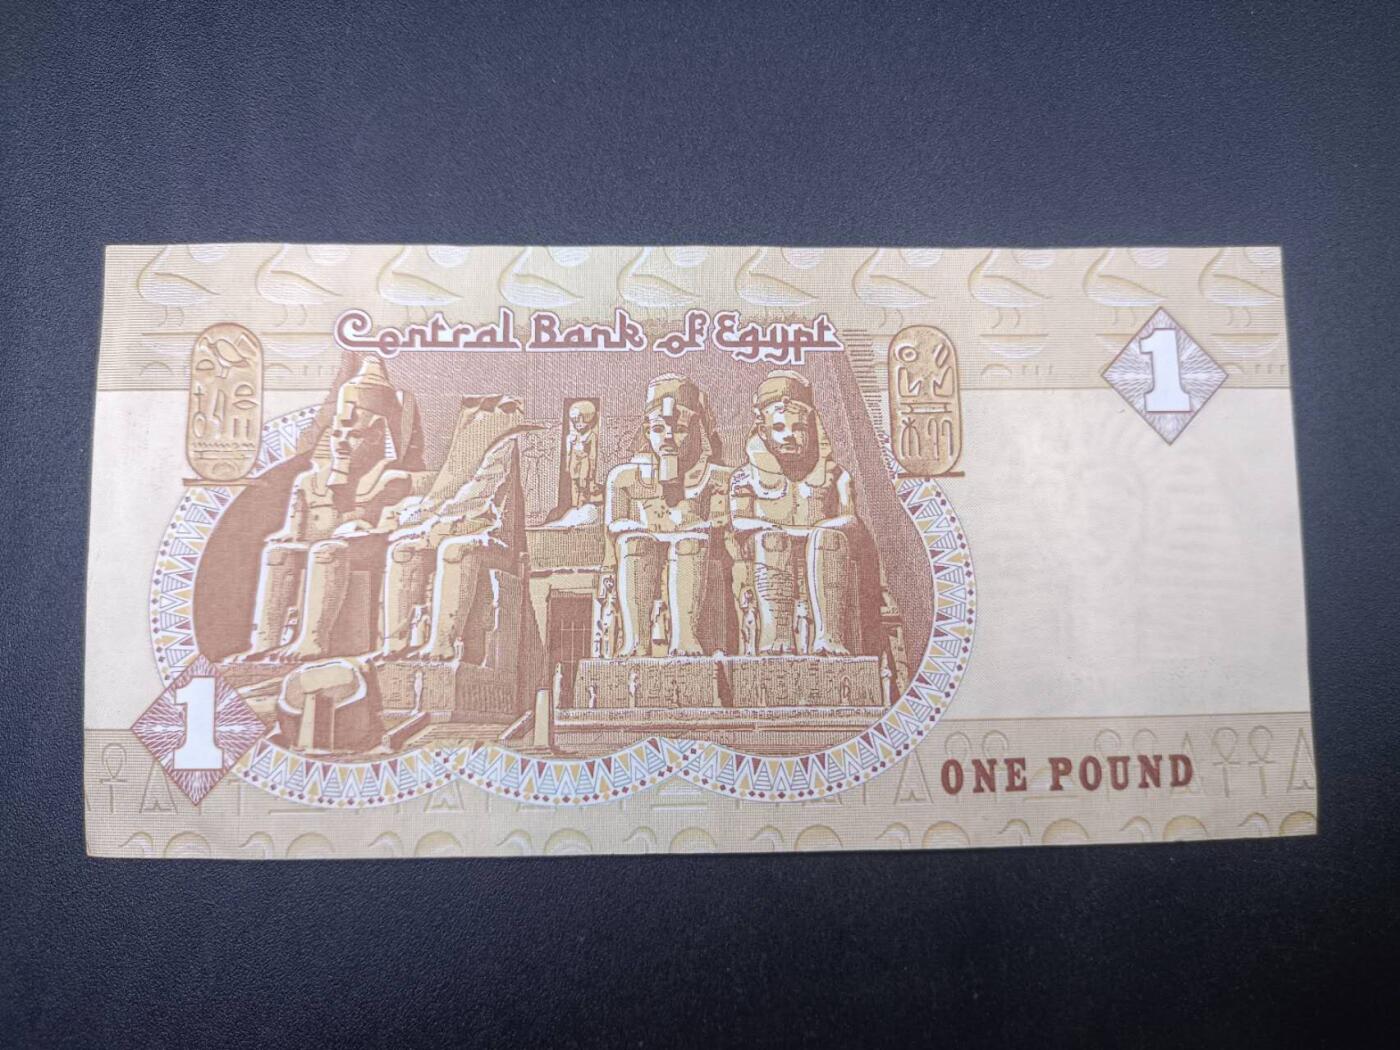 Central Bank of Egypt
1
1
ONE POUND